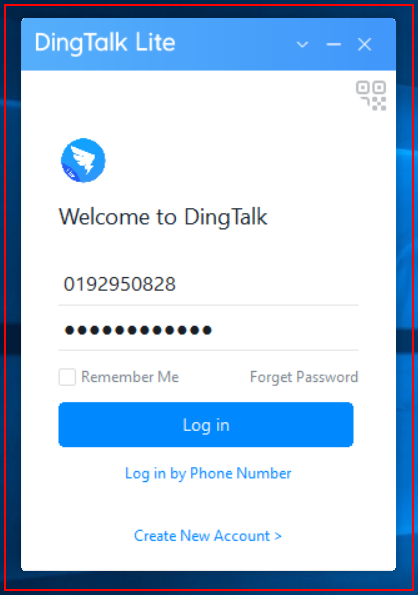 DingTalk Lite
Lite
Welcome to DingTalk
0192950828
●●●●●●●●●●●●
Remember Me Forget Password
Log in
Log in by Phone Number
Create New Account >